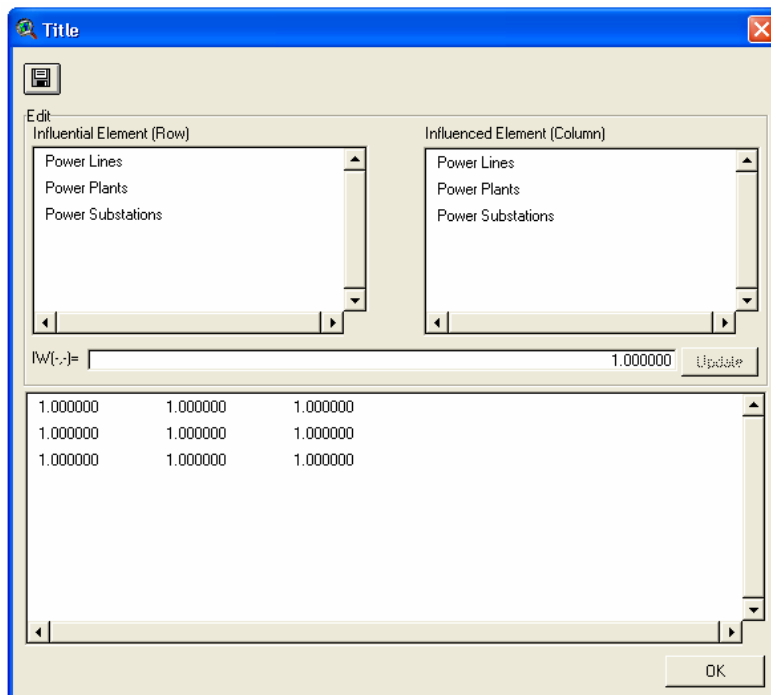 Title
Edit
Influential Element (Row)
Influenced Element (Column)
Power Lines
Power Plants
Power Substations
Power Lines
Power Plants
Power Substations
IW(-,-)= 1.000000 Update
1.000000 1.000000 1.000000
1.000000 1.000000 1.000000
1.000000 1.000000 1.000000
OK